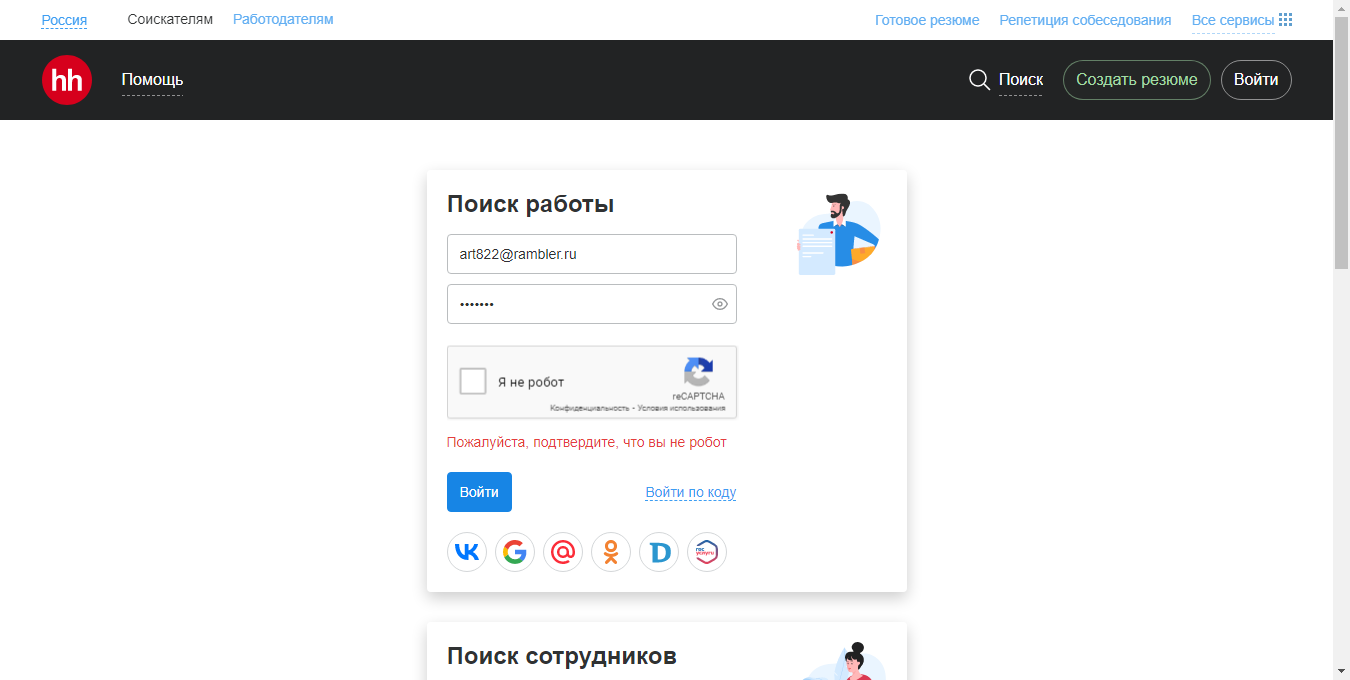 Россия Соискателям Работодателям Готовое резюме Репетиция собеседования Все сервисы
hh Помощь Поиск Создать резюме Войти
Поиск работы
art822@rambler.ru
•••••••
Я не робот
reCAPTCHA
Конфиденциальность - Условия использования
Пожалуйста, подтвердите, что вы не робот
Войти Войти по коду
Поиск сотрудников